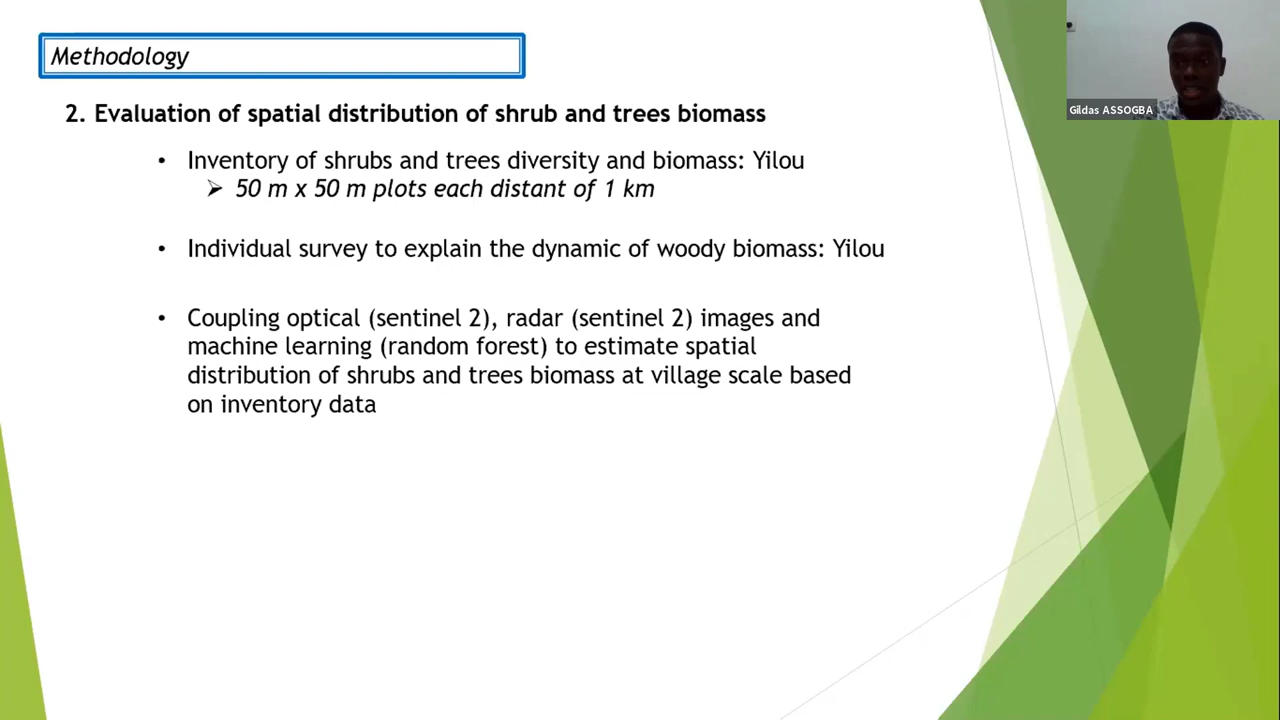 Methodology
Gildas ASSOGBA
2. Evaluation of spatial distribution of shrub and trees biomass
• Inventory of shrubs and trees diversity and biomass: Yilou
➢ 50 m x 50 m plots each distant of 1 km
• Individual survey to explain the dynamic of woody biomass: Yilou
• Coupling optical (sentinel 2), radar (sentinel 2) images and
machine learning (random forest) to estimate spatial
distribution of shrubs and trees biomass at village scale based
on inventory data